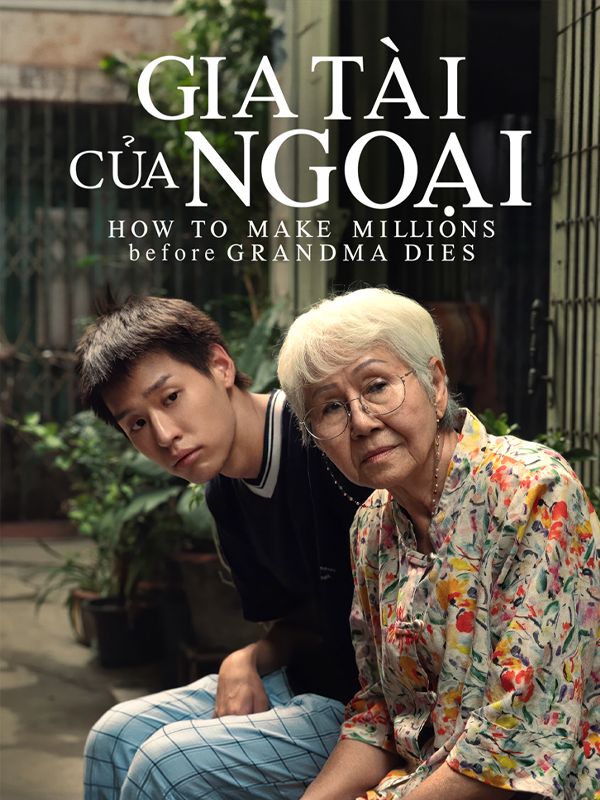 GIA TÀI
CỦA NGOẠI
HOW TO MAKE MILLIONS
before GRANDMA DIES